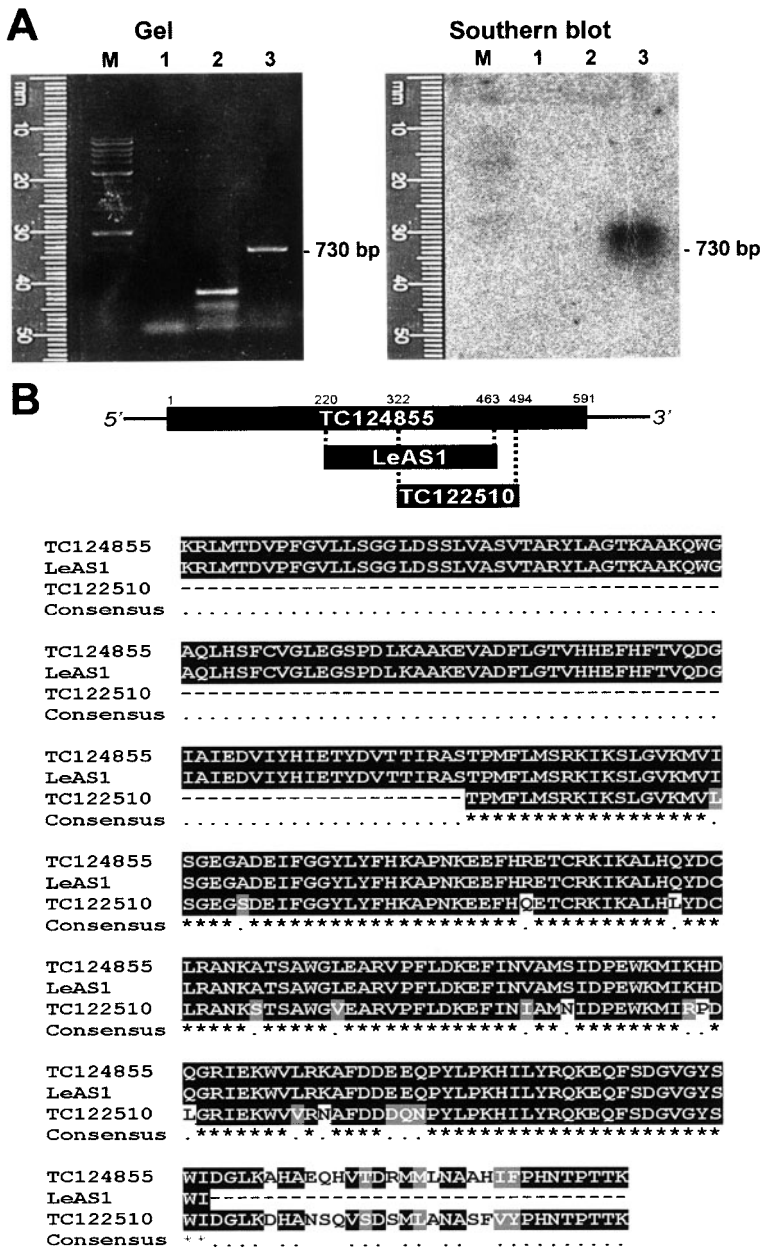 A
Gel
Southern blot
M 1 2 3
M 1 2 3
mm
10
20
30
40
50
- 730 bp
mm
10
20
30
40
50
- 730 bp
B
1 220 322 463 494 591
5' TC124855 3'
LeAS1
TC122510
TC124855 KRLMTDVPFGVLLSGGLDSSLVASVTARYLAGTKAAKQWG
LeAS1 KRLMTDVPFGVLLSGGLDSSLVASVTARYLAGTKAAKQWG
TC122510 ----------------------------------------
Consensus ........................................
TC124855 AQLHSFCVGLEGSPDLKAAKEVADFLGTVHHEFHFTVQDG
LeAS1 AQLHSFCVGLEGSPDLKAAKEVADFLGTVHHEFHFTVQDG
TC122510 ----------------------------------------
Consensus ........................................
TC124855 IAIEDVIYHIETYDVTTIRASTPMFLMSRKIKSLGVKMVI
LeAS1 IAIEDVIYHIETYDVTTIRASTPMFLMSRKIKSLGVKMVI
TC122510 ---------------------TPMFLMSRKIKSLGVKMVL
Consensus .....................******************.
TC124855 SGEGADEIFGGYLYFHKAPNKEEFHRETCRKIKALHQYDC
LeAS1 SGEGADEIFGGYLYFHKAPNKEEFHRETCRKIKALHQYDC
TC122510 SGEGSDEIFGGYLYFHKAPNKEEFHQETCRKIKALHLYDC
Consensus ****.********************.**********.***
TC124855 LRANKATSAWGLEARVPFLDKEFINVAMSIDPEWKMIKHD
LeAS1 LRANKATSAWGLEARVPFLDKEFINVAMSIDPEWKMIKHD
TC122510 LRANKSTSAWGVEARVPFLDKEFINIAMNIDPEWKMIRPD
Consensus *****.*****.*************.**.********..*
TC124855 QGRIEKWVLRKAFDDEEQPYLPKHILYRQKEQFSDGVGYS
LeAS1 QGRIEKWVLRKAFDDEEQPYLPKHILYRQKEQFSDGVGYS
TC122510 LGRIEKWVVRNAFDDDQNPYLPKHILYRQKEQFSDGVGYS
Consensus .*******.*.****...**********************
TC124855 WIDGLKAHAEQHVTDRMMLNAAHIFPHNTPTTK
LeAS1 WI-------------------------------
TC122510 WIDGLKDHANSQVSDSMLANASFVYPHNTPTTK
Consensus **...............................